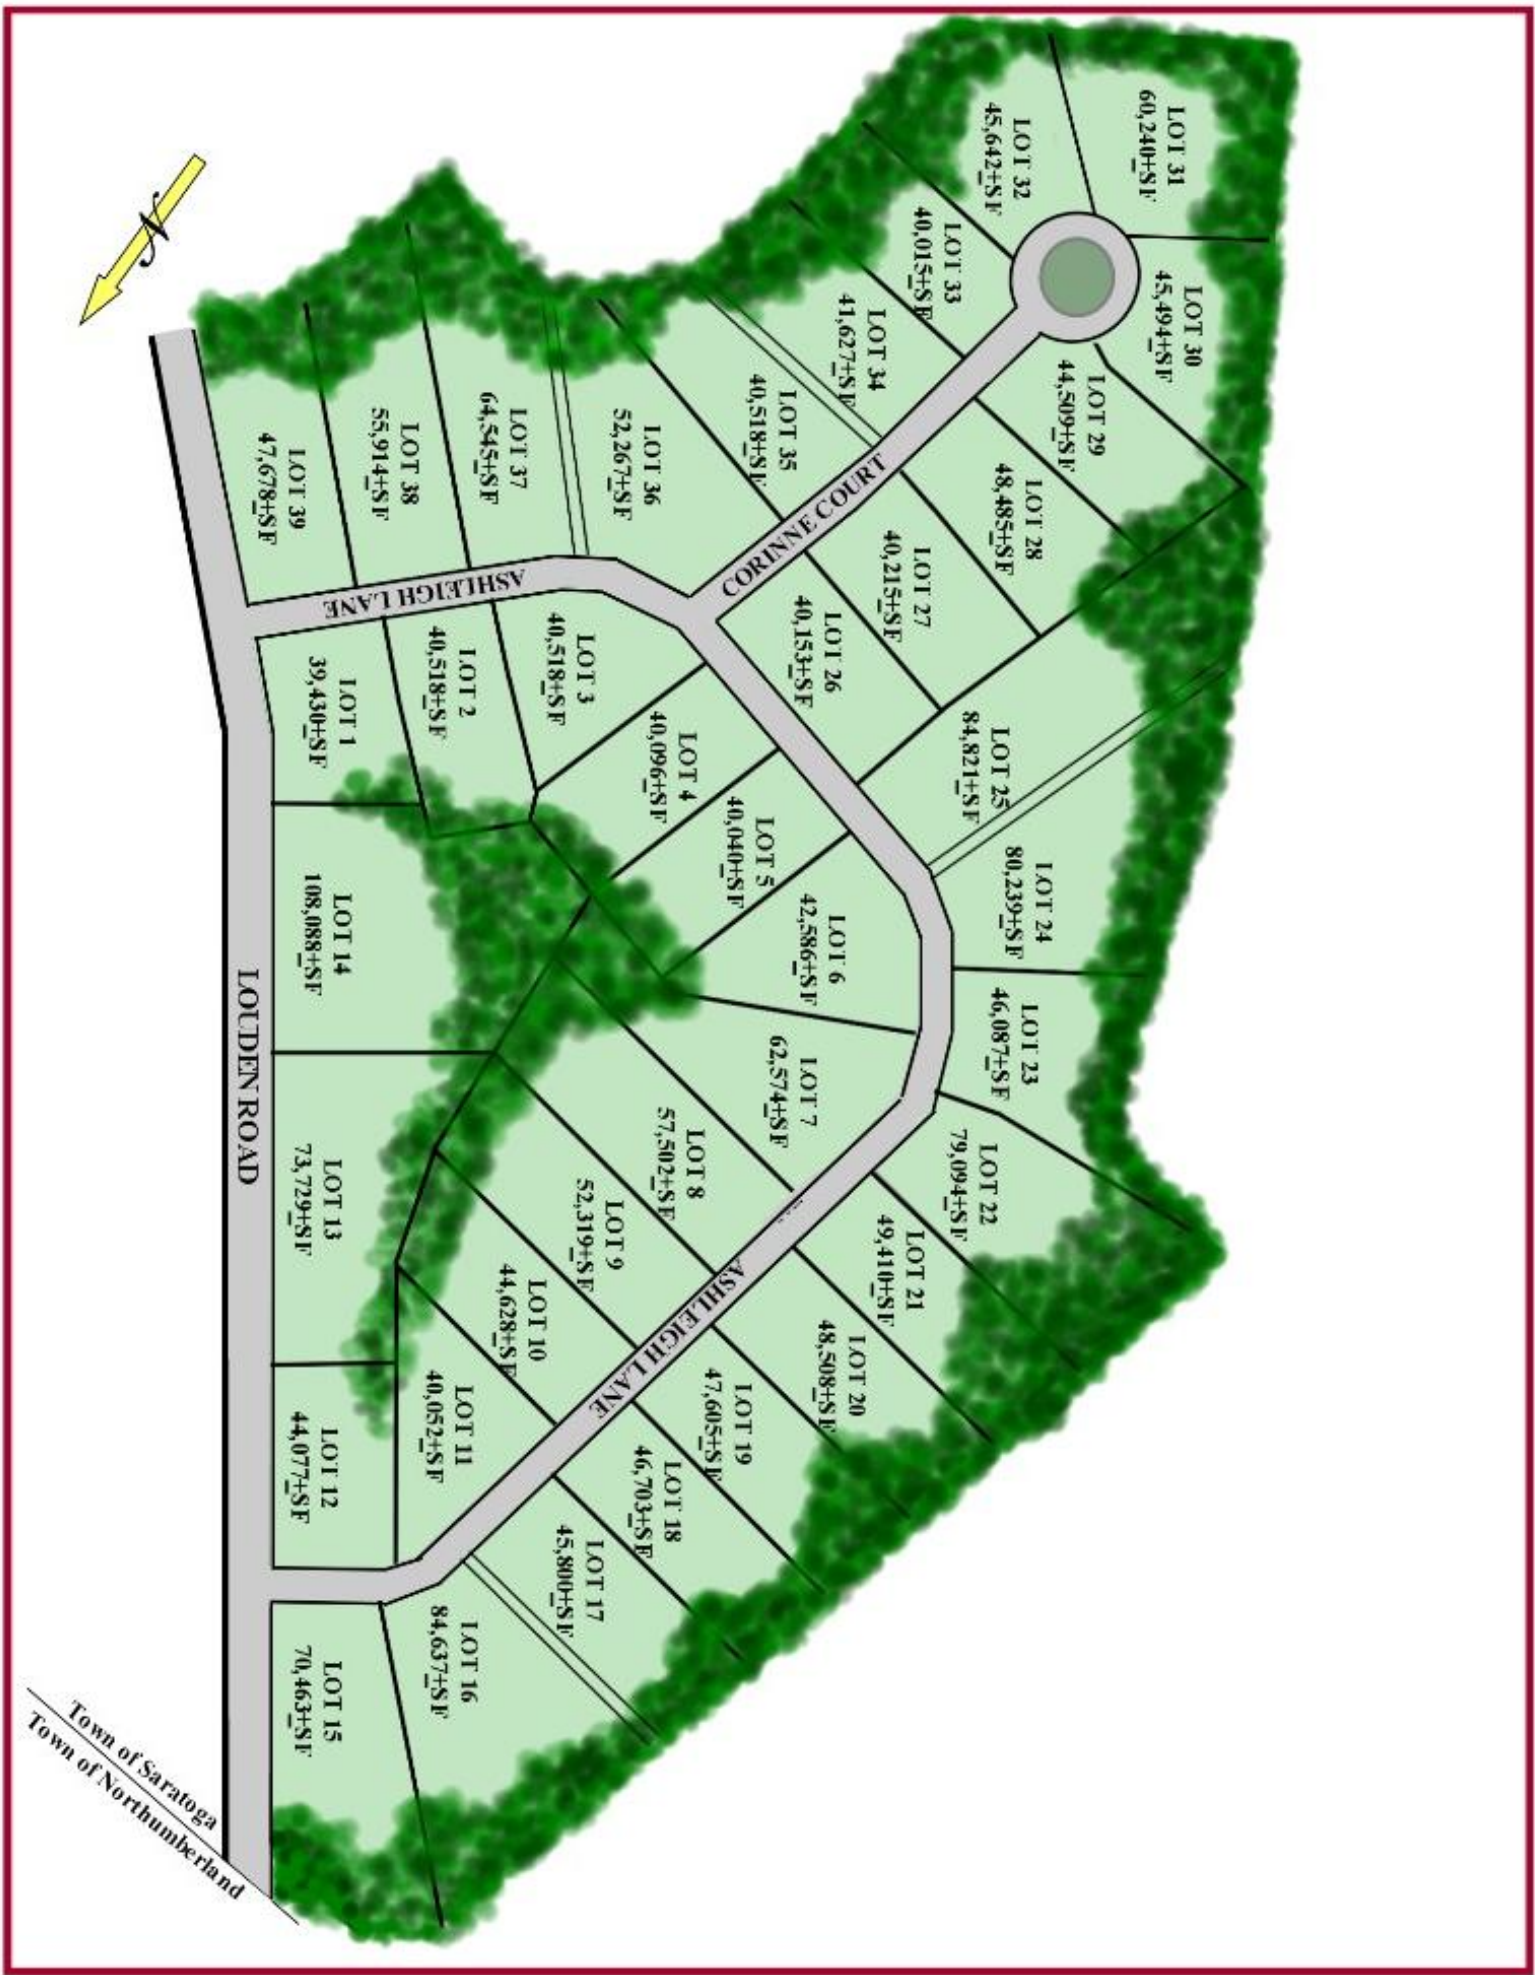 LOT 31
60,240±SF
LOT 32
45,642±SF
LOT 30
45,494±SF
LOT 33
40,015±SF
LOT 34
41,627±SF
LOT 29
44,509±SF
LOT 35
40,518±SF
LOT 28
48,485±SF
LOT 36
52,267±SF
LOT 37
64,545±SF
LOT 38
55,914±SF
LOT 39
47,678±SF
N
CORINNE COURT
LOT 27
40,215±SF
LOT 26
40,153±SF
ASHLEIGH LANE
LOT 1
39,430±SF
LOT 2
40,518±SF
LOT 3
40,518±SF
LOT 4
40,096±SF
LOT 5
40,040±SF
LOT 6
42,586±SF
LOT 25
84,821±SF
LOT 24
80,239±SF
LOT 23
46,087±SF
LOT 14
108,088±SF
LOUDEN ROAD
LOT 7
62,574±SF
LOT 8
57,502±SF
LOT 9
52,319±SF
LOT 10
44,628±SF
LOT 11
40,052±SF
LOT 22
79,094±SF
LOT 21
49,410±SF
LOT 20
48,508±SF
LOT 19
47,605±SF
LOT 18
46,703±SF
LOT 17
45,800±SF
LOT 16
84,637±SF
ASHLEIGH LANE
LOT 13
73,729±SF
LOT 12
44,077±SF
LOT 15
70,463±SF
Town of Saratoga
Town of Northumberland